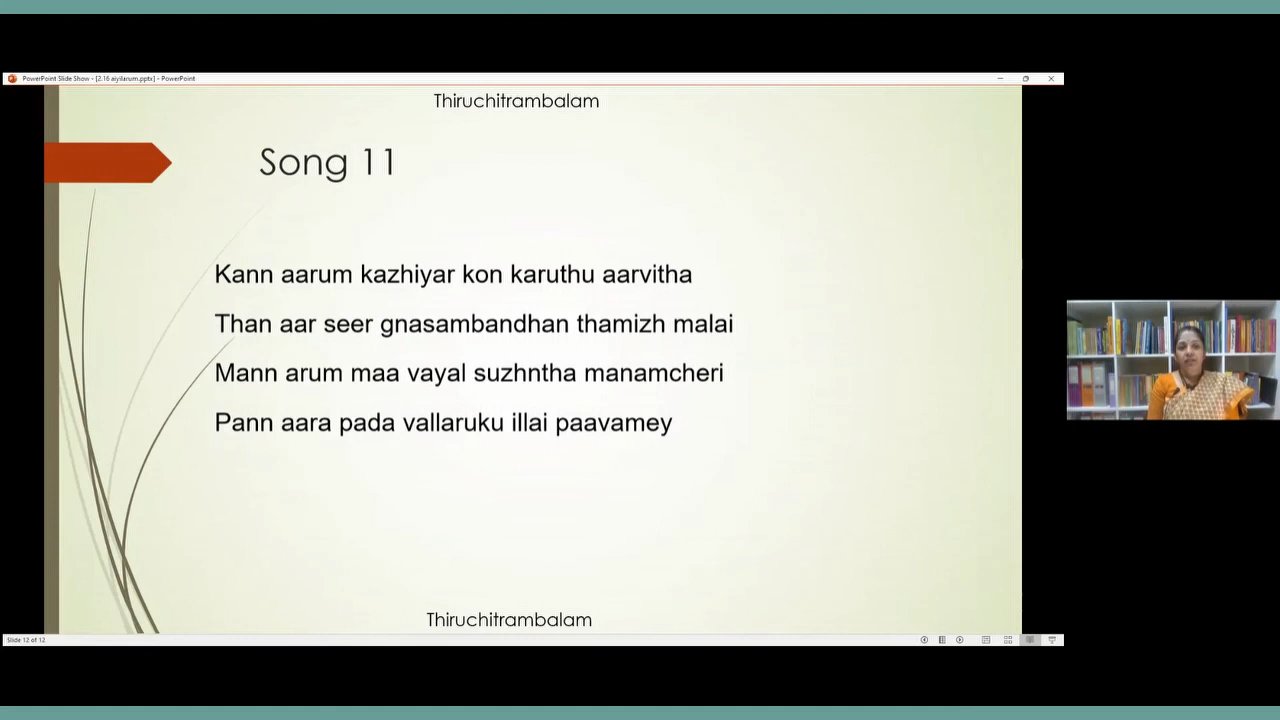 PowerPoint Slide Show - [2.16 aiyilarum.pptx] - PowerPoint
Thiruchitrambalam
Song 11
Kann aarum kazhiyar kon karuthu aarvitha
Than aar seer gnasambandhan thamizh malai
Mann arum maa vayal suzhntha manamcheri
Pann aara pada vallaruku illai paavamey
Thiruchitrambalam
Slide 12 of 12